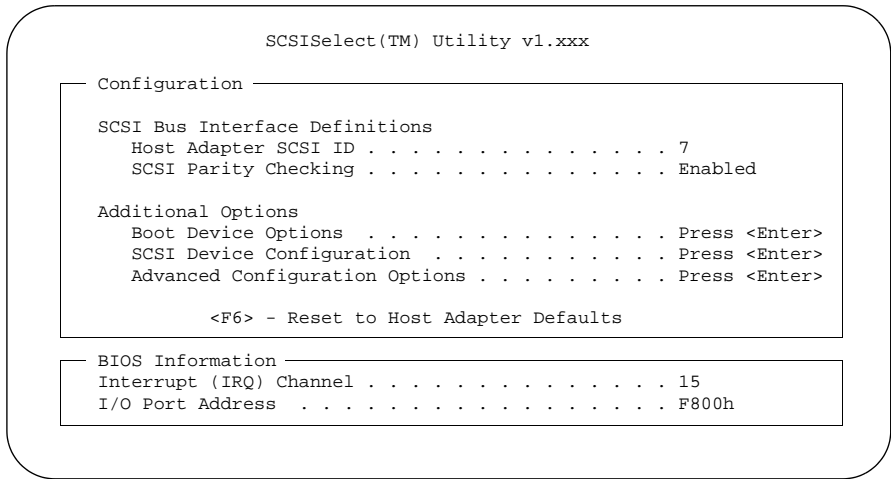 SCSISelect(TM) Utility v1.xxx
Configuration
SCSI Bus Interface Definitions
Host Adapter SCSI ID . . . . . . . . . . . . . . 7
SCSI Parity Checking . . . . . . . . . . . . . . Enabled
Additional Options
Boot Device Options . . . . . . . . . . . . . . Press <Enter>
SCSI Device Configuration . . . . . . . . . . . Press <Enter>
Advanced Configuration Options . . . . . . . . . Press <Enter>
<F6> - Reset to Host Adapter Defaults
BIOS Information
Interrupt (IRQ) Channel . . . . . . . . . . . . . . . 15
I/O Port Address . . . . . . . . . . . . . . . . . F800h